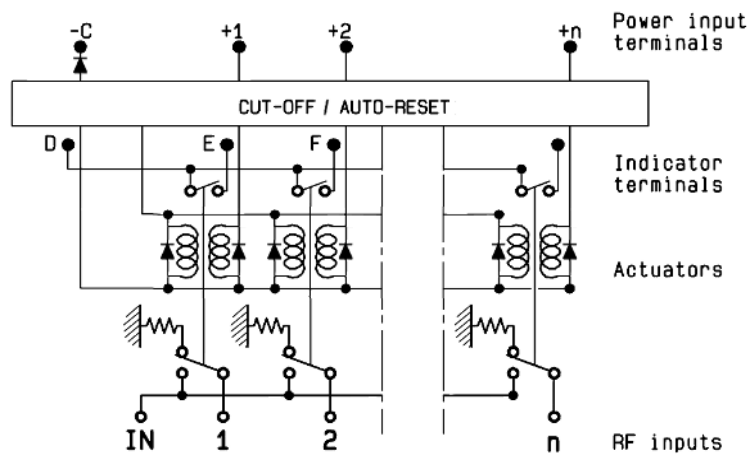 -C +1 +2 +n Power input
terminals
CUT-OFF / AUTO-RESET
D E F Indicator
terminals
Actuators
IN 1 2 n RF inputs